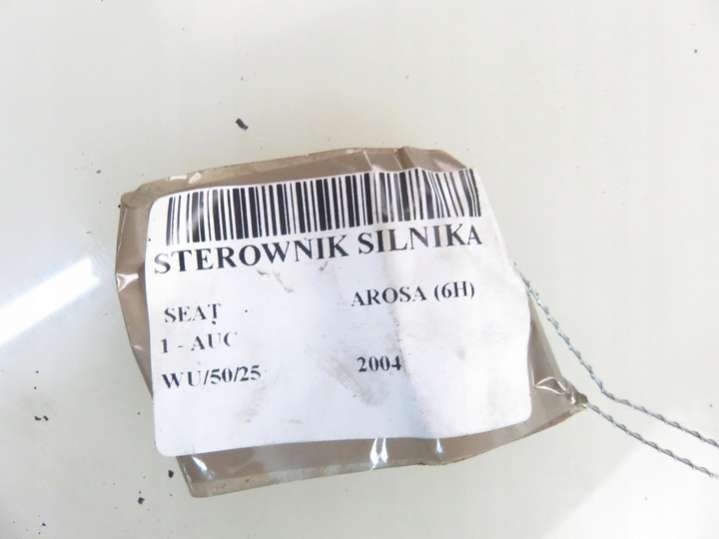 STEROWNIK SILNIKA
SEAT AROSA (6H)
1 - AUC
WU/50/25 2004